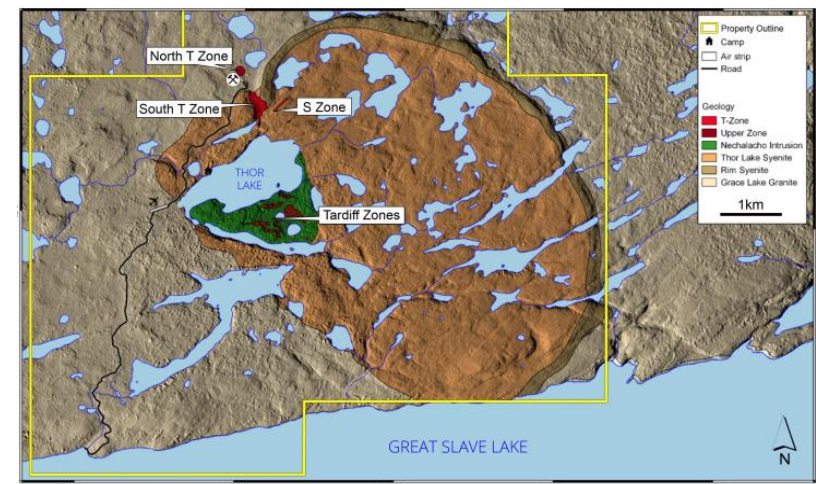 North T Zone
South T Zone
S Zone
THOR
LAKE
Tardiff Zones
GREAT SLAVE LAKE
Property Outline
Camp
Air strip
Road
Geology
T-Zone
Upper Zone
Nechalacho Intrusion
Thor Lake Syenite
Rim Syenite
Grace Lake Granite
1km
N